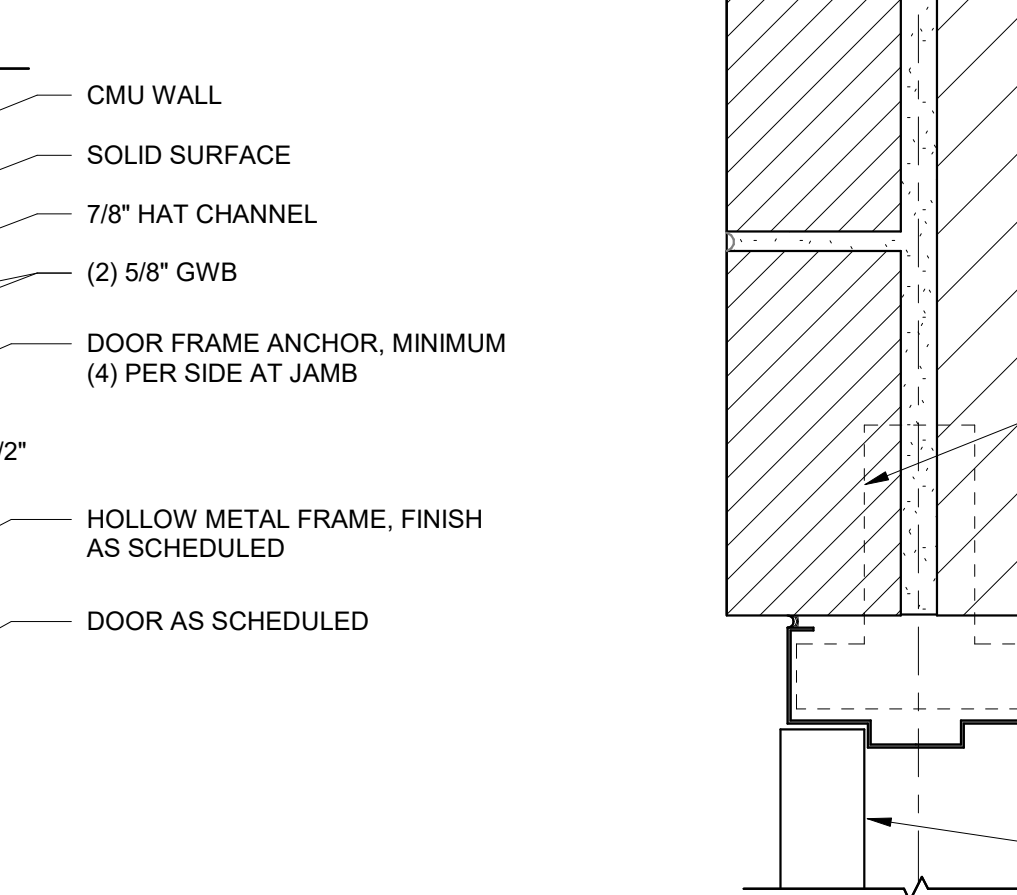 CMU WALL
SOLID SURFACE
7/8" HAT CHANNEL
(2) 5/8" GWB
DOOR FRAME ANCHOR, MINIMUM
(4) PER SIDE AT JAMB
/2"
HOLLOW METAL FRAME, FINISH
AS SCHEDULED
DOOR AS SCHEDULED